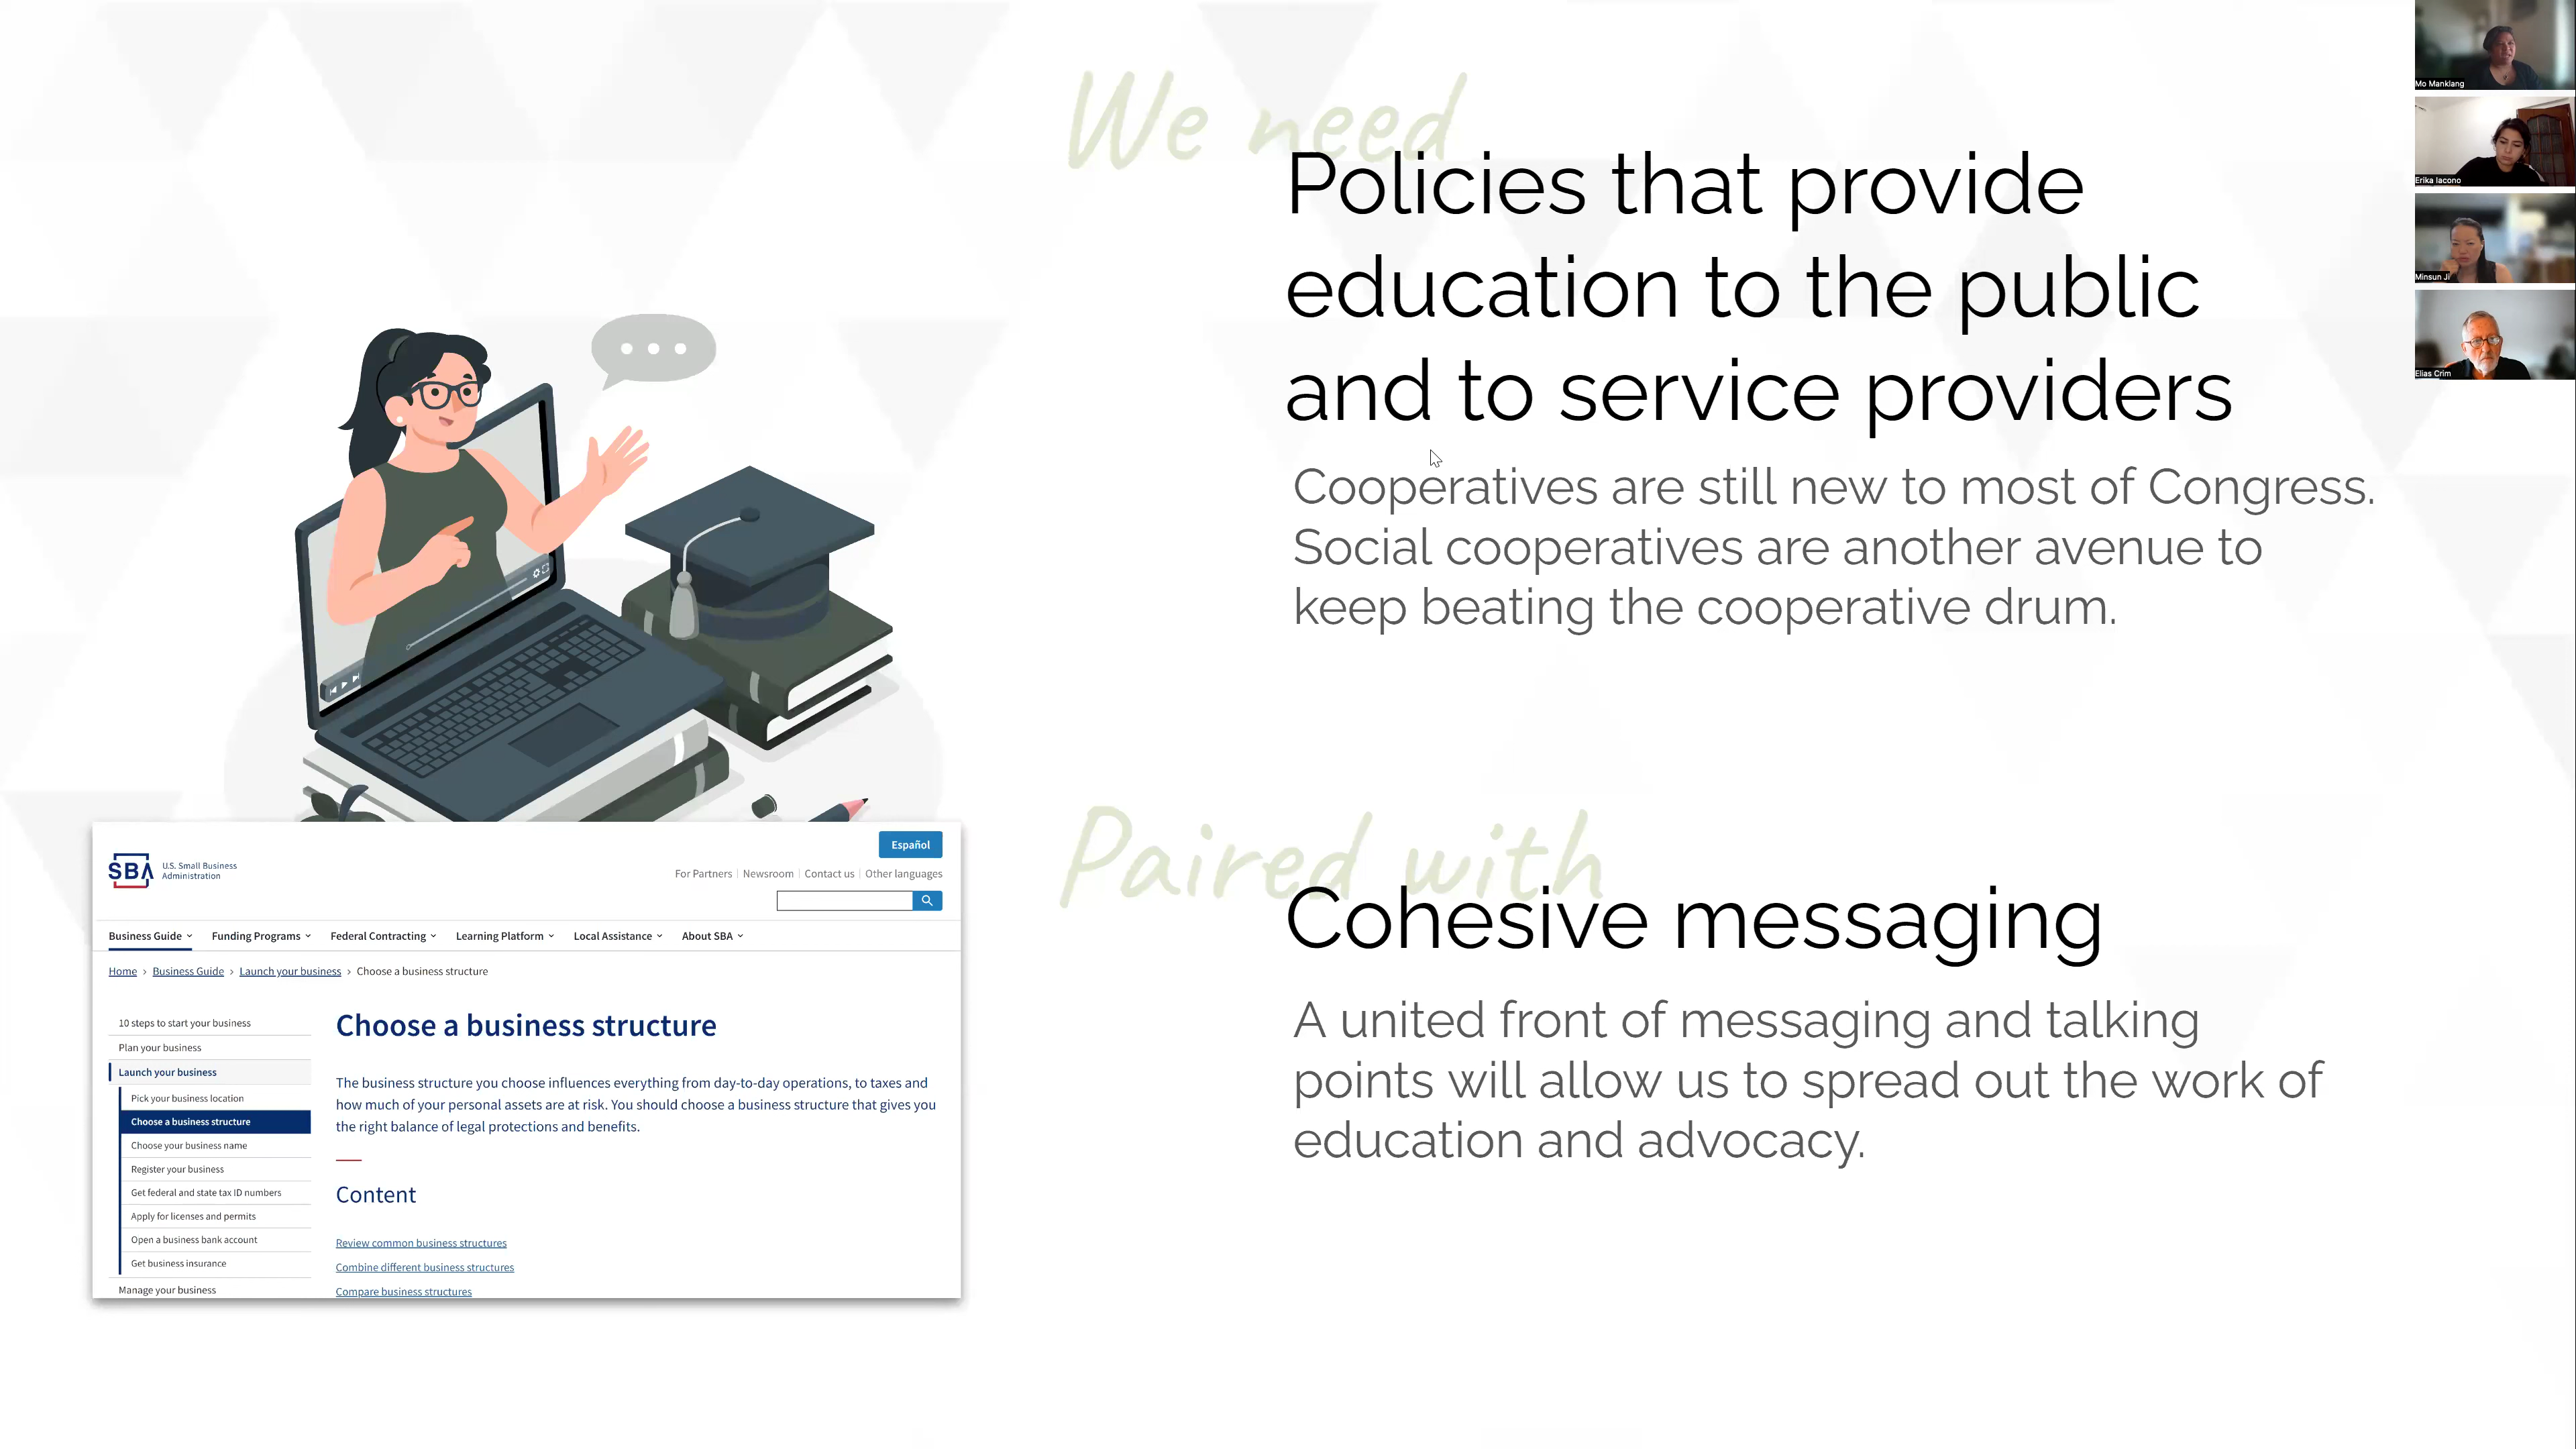 We need
Policies that provide
education to the public
and to service providers
Cooperatives are still new to most of Congress.
Social cooperatives are another avenue to
keep beating the cooperative drum.
Paired with
Cohesive messaging
A united front of messaging and talking
points will allow us to spread out the work of
education and advocacy.
Español
SBA U.S. Small Business
Administration
For Partners | Newsroom | Contact us | Other languages
Business Guide Funding Programs Federal Contracting Learning Platform Local Assistance About SBA
Home › Business Guide › Launch your business › Choose a business structure
10 steps to start your business
Plan your business
Launch your business
Pick your business location
Choose a business structure
Choose your business name
Register your business
Get federal and state tax ID numbers
Apply for licenses and permits
Open a business bank account
Get business insurance
Manage your business
Choose a business structure
The business structure you choose influences everything from day-to-day operations, to taxes and
how much of your personal assets are at risk. You should choose a business structure that gives you
the right balance of legal protections and benefits.
Content
Review common business structures
Combine different business structures
Compare business structures
Mo Manklang
Erika Iacono
Minsun Ji
Elias Crim